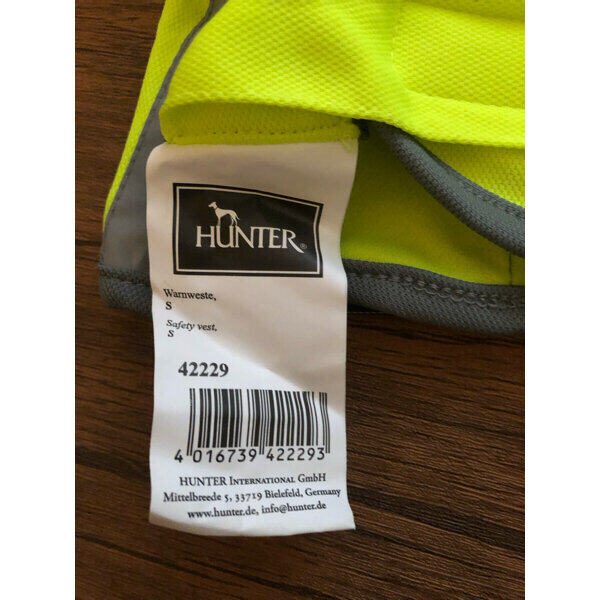 HUNTER®
Warnweste,
S
Safety vest,
S
42229
4 016739 422293
HUNTER INTERNATIONAL GmbH
Mittelbreede 5, 33719 Bielefeld, Germany
www.hunter.de, info@hunter.de